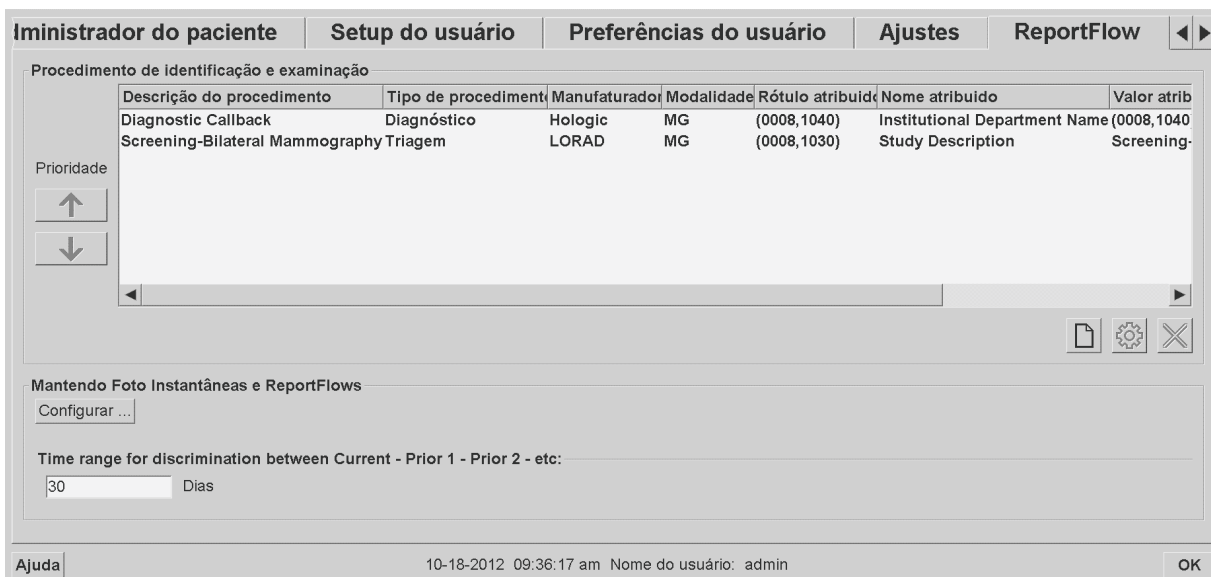 dministrador do paciente Setup do usuário Preferências do usuário Ajustes ReportFlow
Procedimento de identificação e examinação
Descrição do procedimento Tipo de procediment Manufaturador Modalidade Rótulo atribuid Nome atribuido Valor atrib
Diagnostic Callback Diagnóstico Hologic MG (0008,1040) Institutional Department Name (0008,1040
Screening-Bilateral Mammography Triagem LORAD MG (0008,1030) Study Description Screening-
Prioridade
Mantendo Foto Instantâneas e ReportFlows
Configurar ...
Time range for discrimination between Current - Prior 1 - Prior 2 - etc:
30 Dias
Ajuda 10-18-2012 09:36:17 am Nome do usuário: admin OK